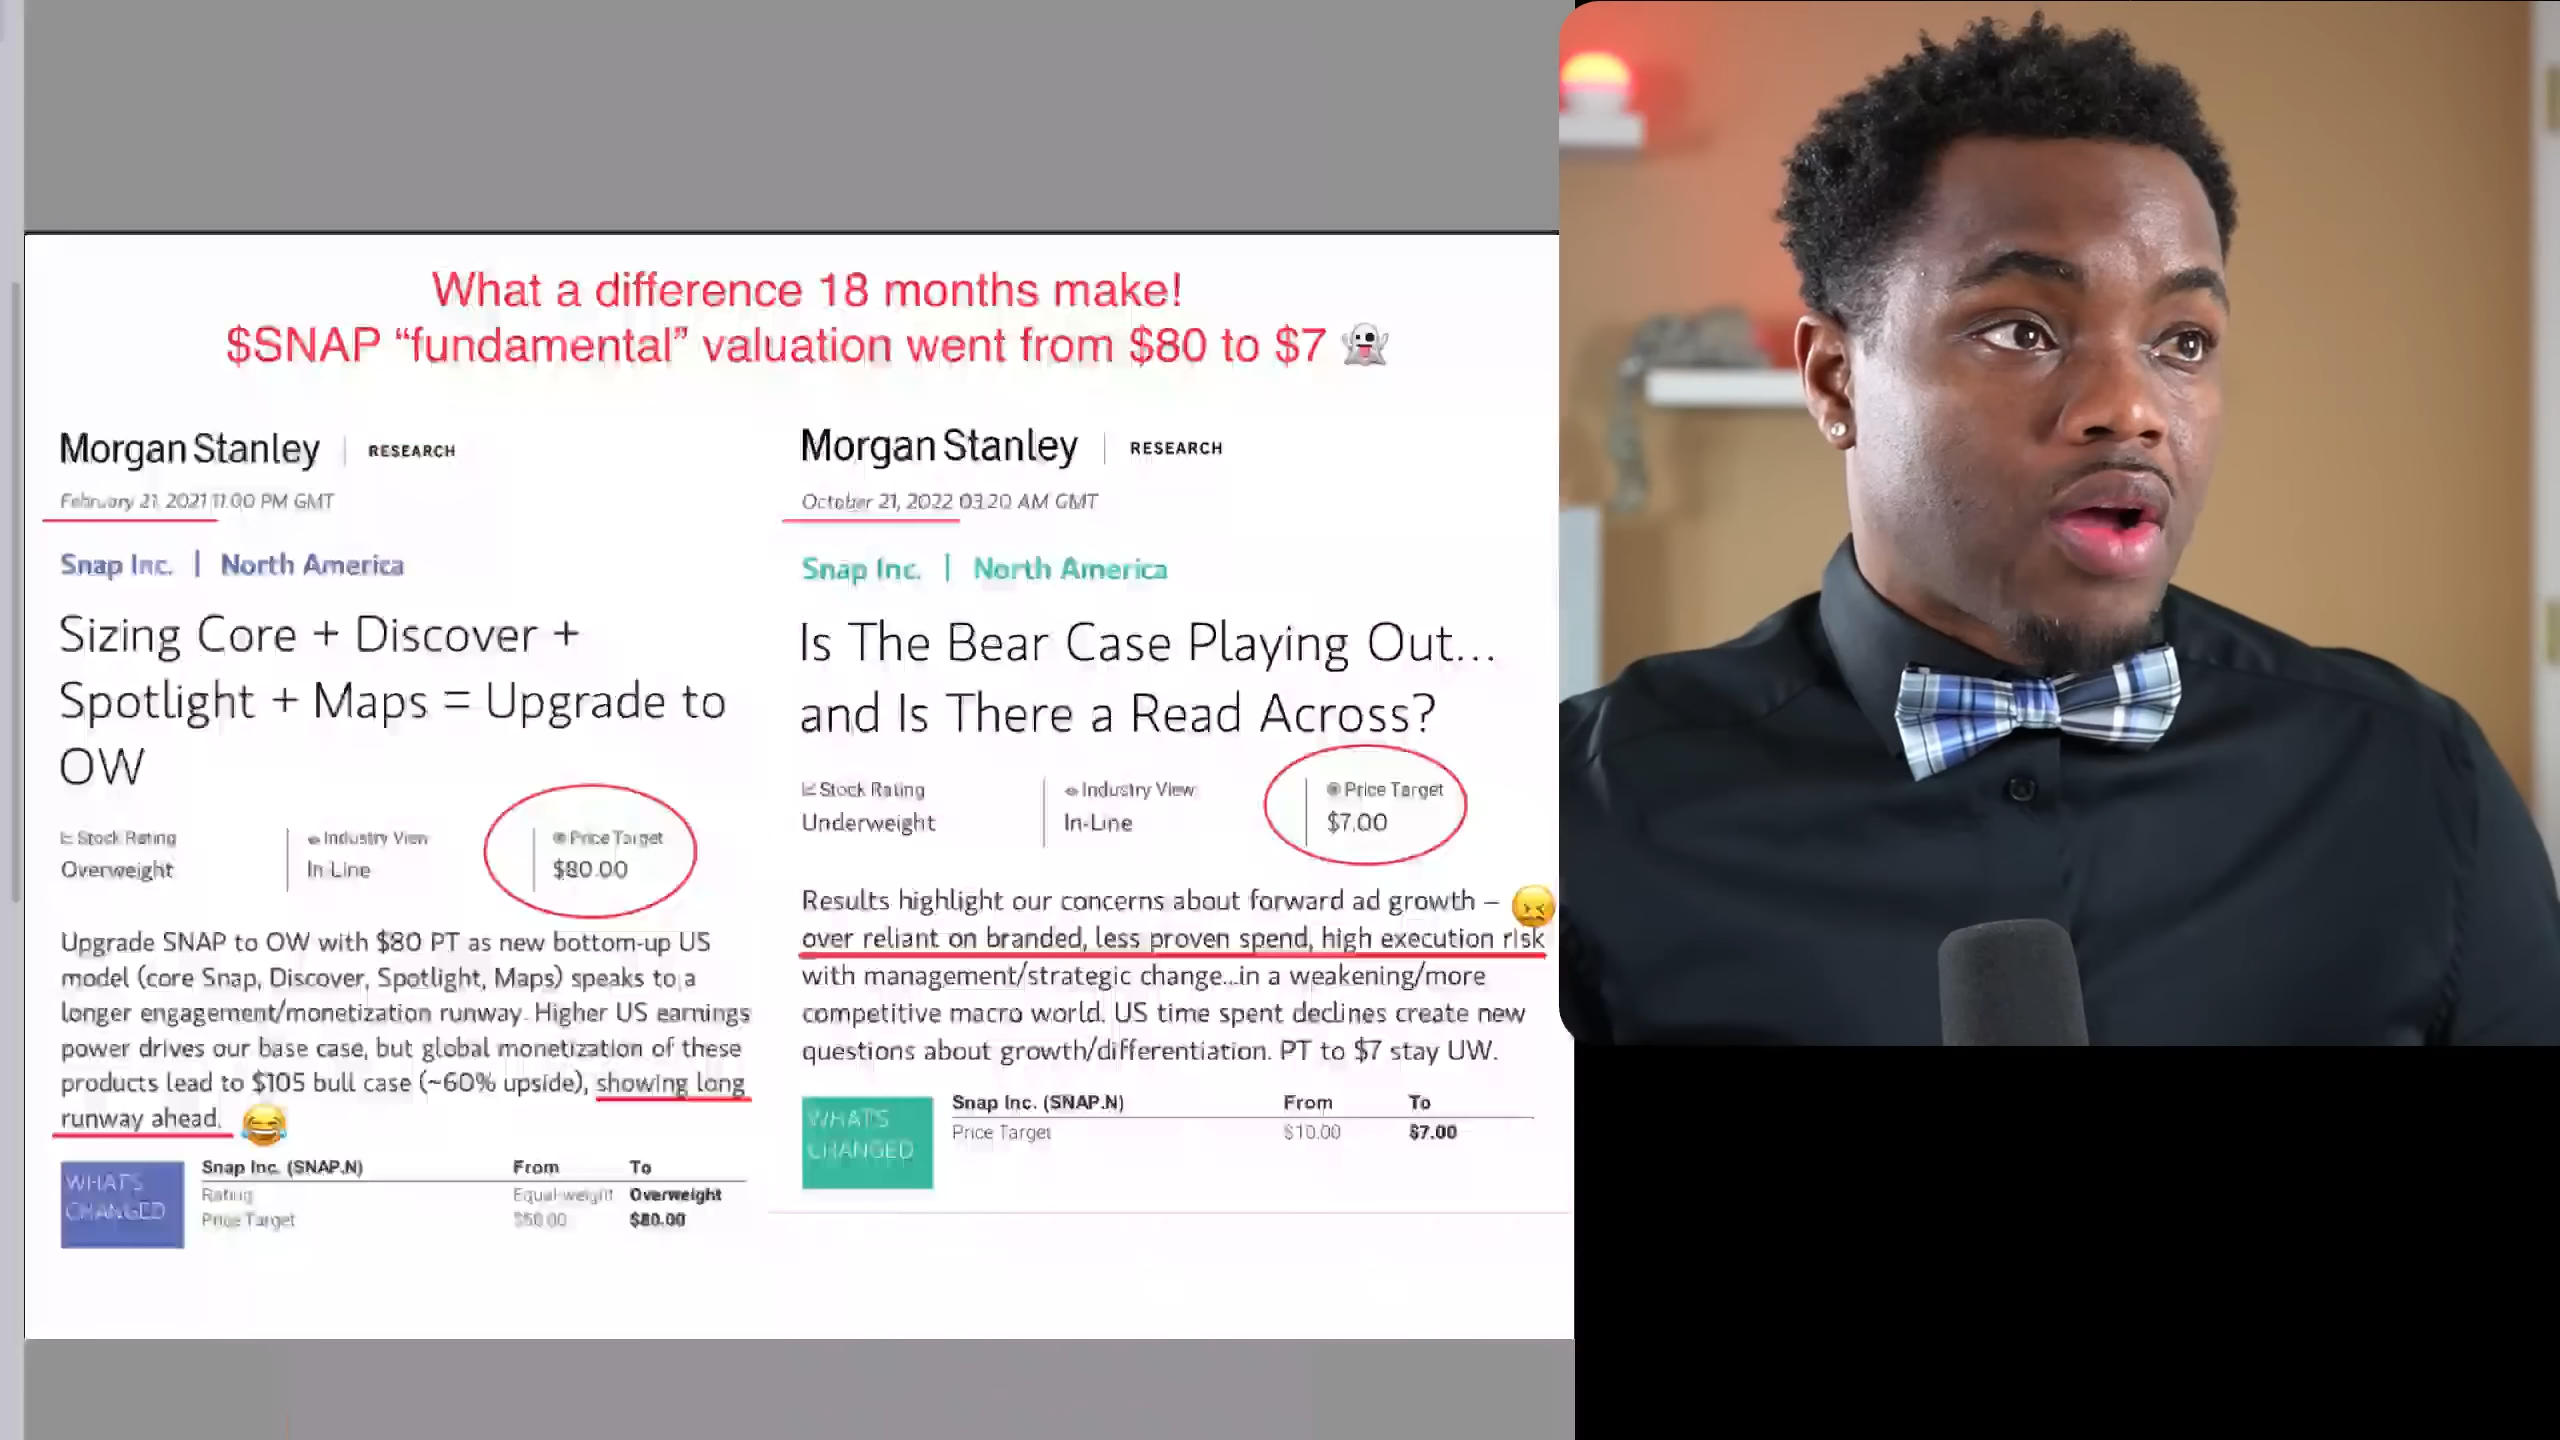 What a difference 18 months make!
$SNAP “fundamental” valuation went from $80 to $7 👻
Morgan Stanley | RESEARCH
February 21, 2021 11:00 PM GMT
Snap Inc. | North America
Sizing Core + Discover +
Spotlight + Maps = Upgrade to
OW
Stock Rating
Overweight
Industry View
In-Line
Price Target
$80.00
Upgrade SNAP to OW with $80 PT as new bottom-up US
model (core Snap, Discover, Spotlight, Maps) speaks to a
longer engagement/monetization runway. Higher US earnings
power drives our base case, but global monetization of these
products lead to $105 bull case (~60% upside), showing long
runway ahead. 😂
WHAT'S
CHANGED
Snap Inc. (SNAP.N) From To
Rating Equal-weight Overweight
Price Target $50.00 $80.00
Morgan Stanley | RESEARCH
October 21, 2022 03:20 AM GMT
Snap Inc. | North America
Is The Bear Case Playing Out...
and Is There a Read Across?
Stock Rating
Underweight
Industry View
In-Line
Price Target
$7.00
Results highlight our concerns about forward ad growth – 😖
over reliant on branded, less proven spend, high execution risk
with management/strategic change...in a weakening/more
competitive macro world. US time spent declines create new
questions about growth/differentiation. PT to $7 stay UW.
WHAT'S
CHANGED
Snap Inc. (SNAP.N) From To
Price Target $10.00 $7.00